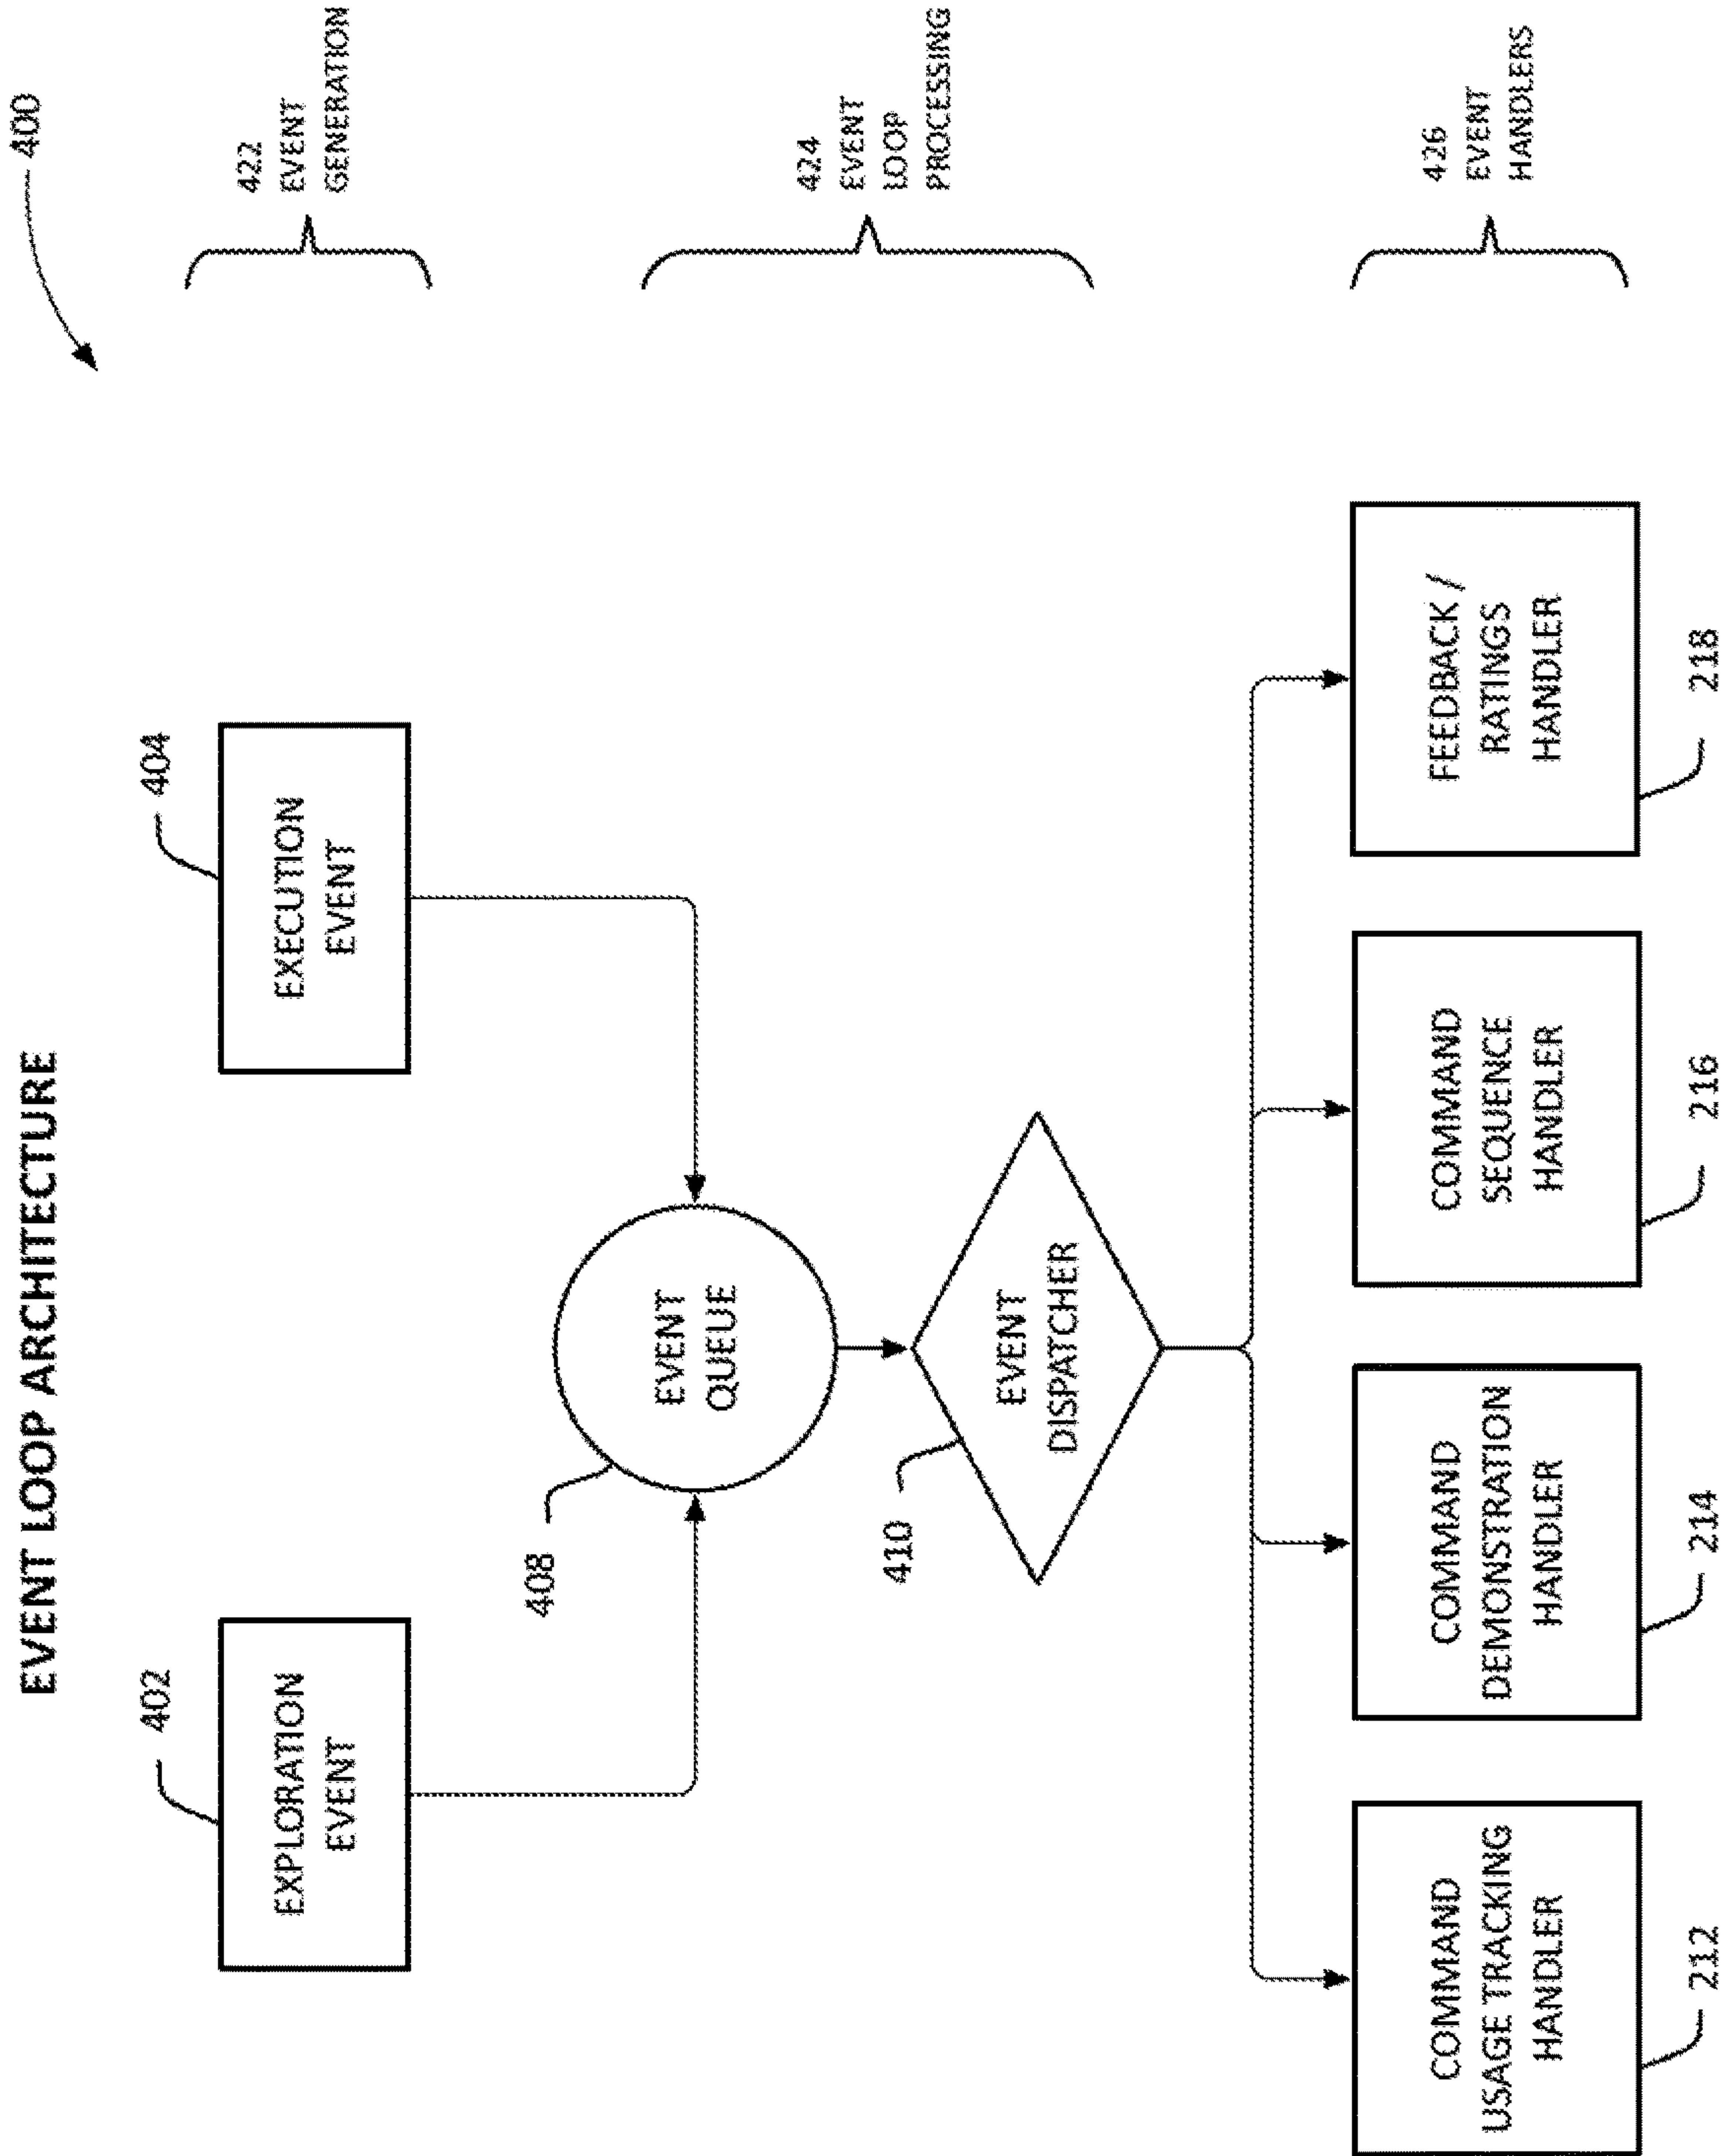 EVENT LOOP ARCHITECTURE
400
402
EXPLORATION
EVENT
404
EXECUTION
EVENT
422
EVENT
GENERATION
408
EVENT
QUEUE
410
EVENT
DISPATCHER
424
EVENT
LOOP
PROCESSING
COMMAND
USAGE TRACKING
HANDLER
212
COMMAND
DEMONSTRATION
HANDLER
214
COMMAND
SEQUENCE
HANDLER
216
FEEDBACK /
RATINGS
HANDLER
218
426
EVENT
HANDLERS